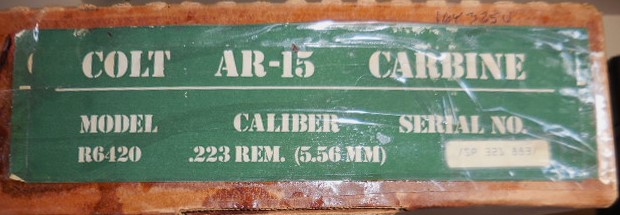 COLT AR-15 CARBINE
MODEL CALIBER SERIAL NO.
R6420 .223 REM. (5.56 MM)